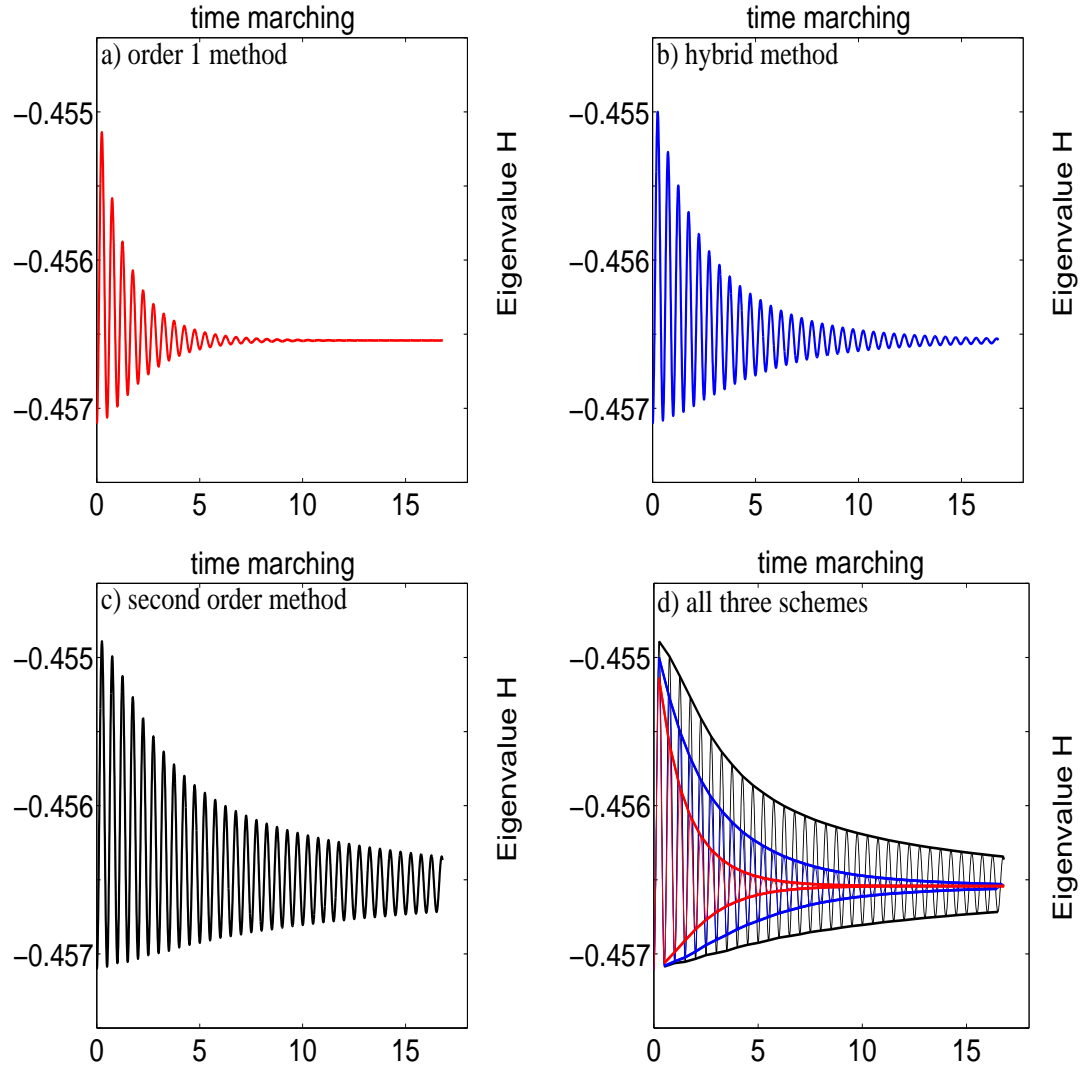 time marching
a) order 1 method
−0.455
−0.456
−0.457
0 5 10 15
Eigenvalue H
time marching
b) hybrid method
−0.455
−0.456
−0.457
0 5 10 15
Eigenvalue H
time marching
c) second order method
−0.455
−0.456
−0.457
0 5 10 15
Eigenvalue H
time marching
d) all three schemes
−0.455
−0.456
−0.457
0 5 10 15
Eigenvalue H